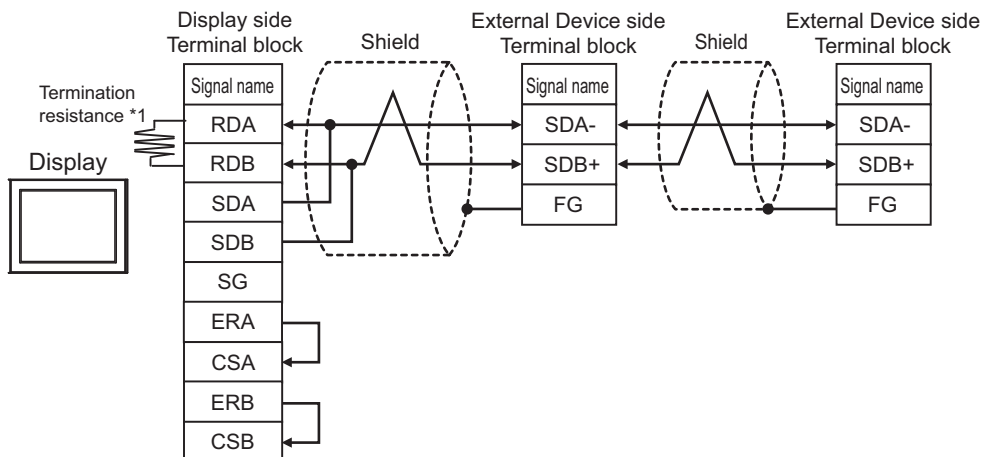 Display side
Terminal block
Shield
External Device side
Terminal block
Shield
External Device side
Terminal block
Termination
resistance *1
Display
Signal name
RDA
RDB
SDA
SDB
SG
ERA
CSA
ERB
CSB
Signal name
SDA-
SDB+
FG
Signal name
SDA-
SDB+
FG